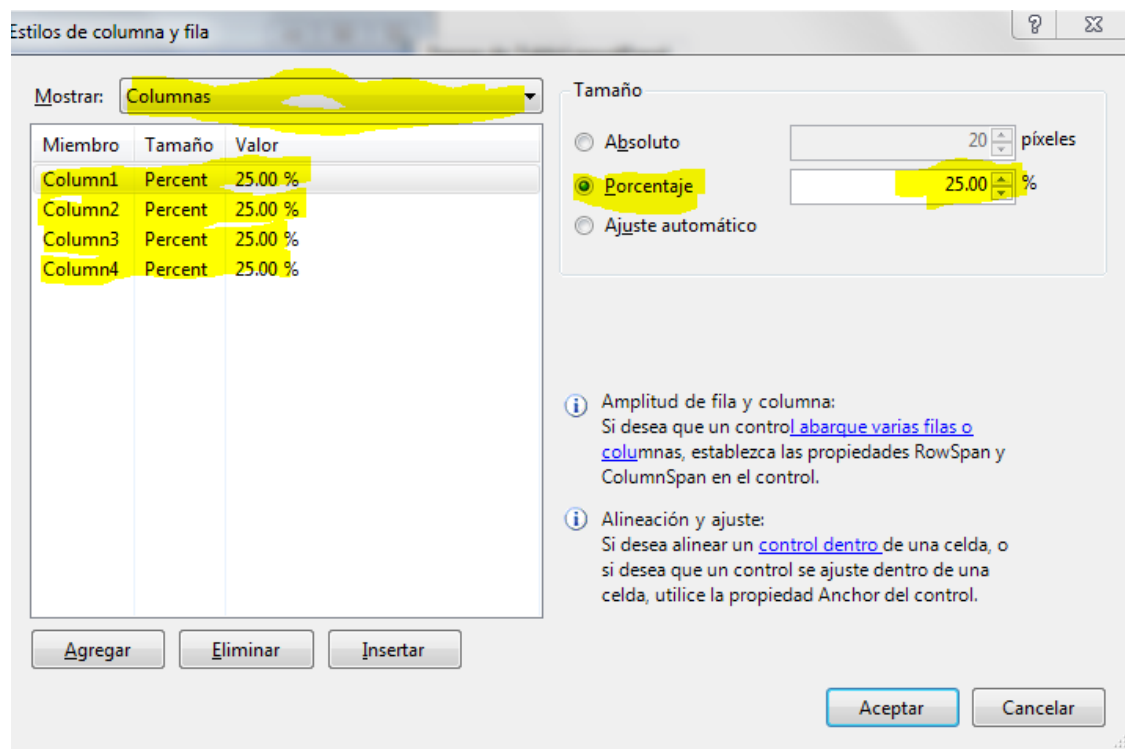 Estilos de columna y fila
Mostrar: Columnas
Miembro Tamaño Valor
Column1 Percent 25.00 %
Column2 Percent 25.00 %
Column3 Percent 25.00 %
Column4 Percent 25.00 %
Agregar Eliminar Insertar
Tamaño
Absoluto 20 píxeles
Porcentaje 25.00 %
Ajuste automático
Amplitud de fila y columna:
Si desea que un control abarque varias filas o
columnas, establezca las propiedades RowSpan y
ColumnSpan en el control.
Alineación y ajuste:
Si desea alinear un control dentro de una celda, o
si desea que un control se ajuste dentro de una
celda, utilice la propiedad Anchor del control.
Aceptar Cancelar